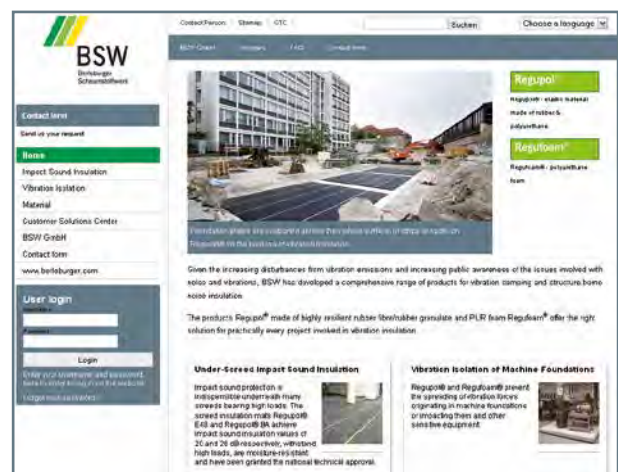 Contact Person Sitemap GTC
Suchen
Choose a language
BSW
Berleburger
Schaumstoffwerk
BSW GmbH
FAQ
Contact form
Regupol®
Regupol® - elastic material
made of rubber &
polyurethane
Regufoam®
Regufoam® - polyurethane
foam
Contact form
Send us your request
Home
Impact Sound Insulation
Vibration Isolation
Material
Customer Solutions Center
BSW GmbH
Contact form
www.berleburger.com
User login
Login
Given the increasing disturbances from vibration emissions and increasing public awareness of the issues involved with
noise and vibrations, BSW has developed a comprehensive range of products for vibration damping and structure borne
noise insulation.
The products Regupol® made of highly resilient rubber fibre/rubber granulate and PUR foam Regufoam® offer the right
solution for practically every project involved in vibration insulation.
Under-Screed Impact Sound Insulation
Impact sound protection is
indispensible underneath many
screeds bearing high loads. The
screed insulation mats Regupol®
E48 and Regupol® BA achieve
impact sound insulation values of
20 and 26 dB respectively, withstand
high loads, are moisture-resistant
and have been granted the national technical approval.
Vibration Isolation of Machine Foundations
Regupol® and Regufoam® prevent
the spreading of vibration forces
originating in machine foundations
or impacting them and other
sensitive equipment.